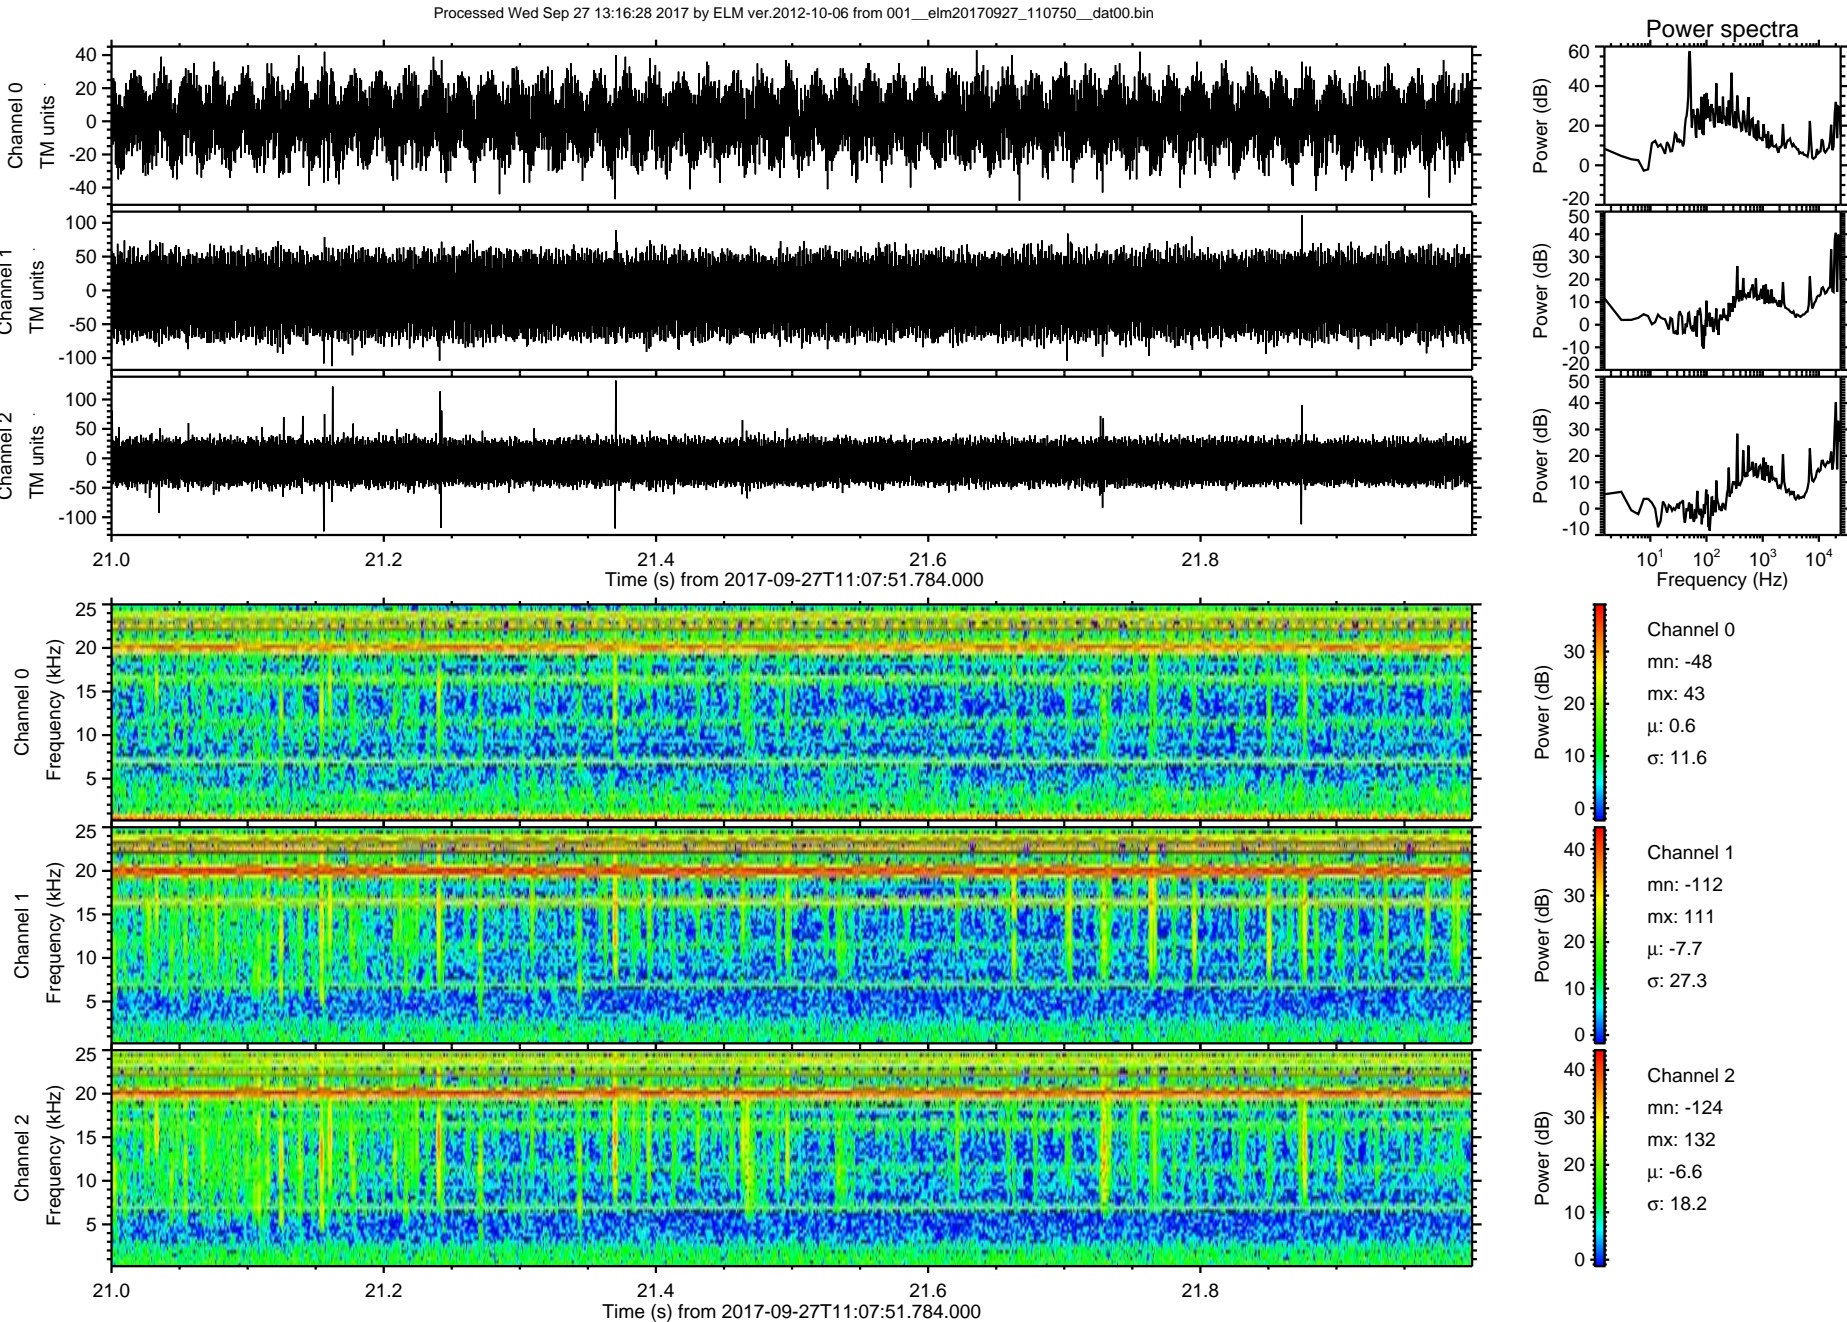 Processed Wed Sep 27 13:16:28 2017 by ELM ver.2012-10-06 from 001__elm20170927_110750__dat00.bin
Power spectra
Channel 0
TM units
40
20
0
-20
-40
Power (dB)
60
40
20
0
-20
Channel 1
TM units
100
50
0
-50
-100
Power (dB)
50
40
30
20
10
0
-10
-20
Channel 2
TM units
100
50
0
-50
-100
Power (dB)
50
40
30
20
10
0
-10
21.0 21.2 21.4 21.6 21.8
Time (s) from 2017-09-27T11:07:51.784.000
10¹ 10² 10³ 10⁴
Frequency (Hz)
Channel 0
Frequency (kHz)
25
20
15
10
5
Power (dB)
30
20
10
0
Channel 0
mn: -48
mx: 43
μ: 0.6
σ: 11.6
Channel 1
Frequency (kHz)
25
20
15
10
5
Power (dB)
40
30
20
10
0
Channel 1
mn: -112
mx: 111
μ: -7.7
σ: 27.3
Channel 2
Frequency (kHz)
25
20
15
10
5
Power (dB)
40
30
20
10
0
Channel 2
mn: -124
mx: 132
μ: -6.6
σ: 18.2
21.0 21.2 21.4 21.6 21.8
Time (s) from 2017-09-27T11:07:51.784.000